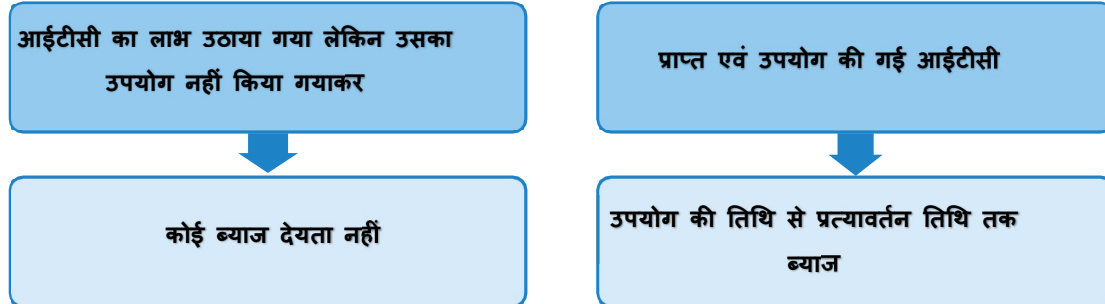 आईटीसी का लाभ उठाया गया लेकिन उसका
उपयोग नहीं किया गयाकर
कोई ब्याज देयता नहीं
प्राप्त एवं उपयोग की गई आईटीसी
उपयोग की तिथि से प्रत्यावर्तन तिथि तक
ब्याज